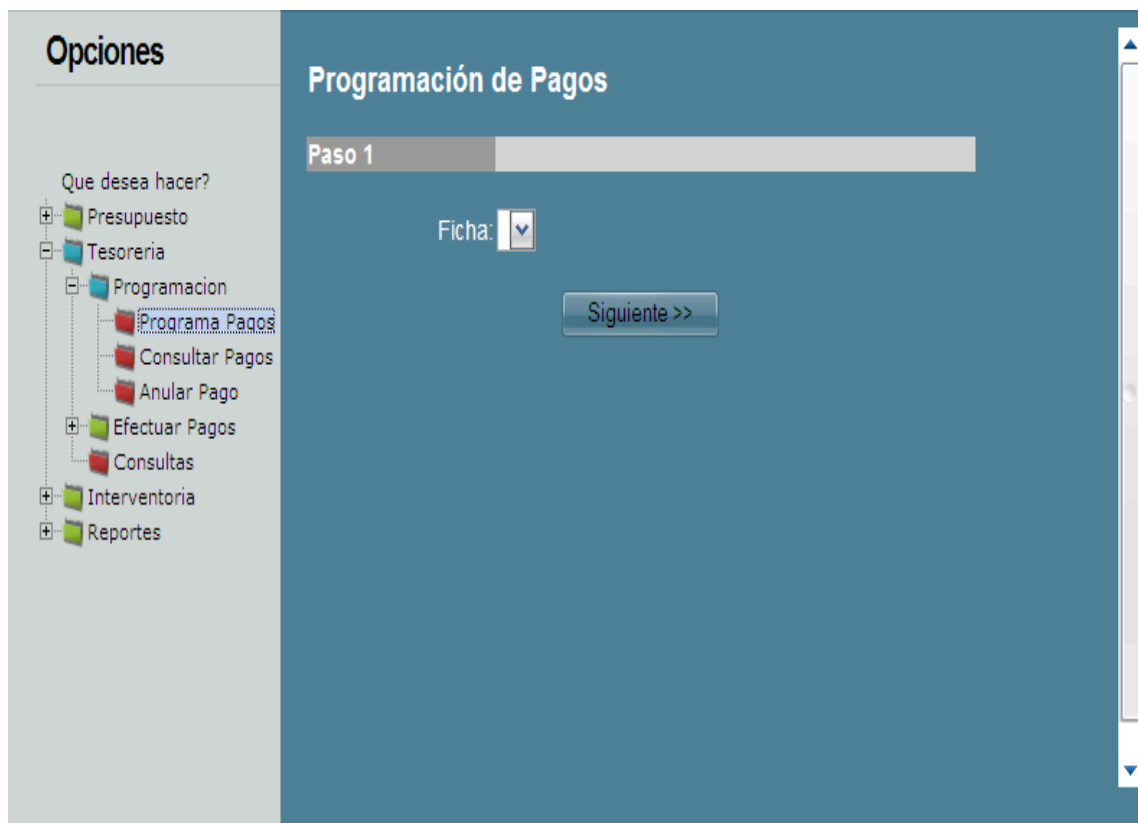 Opciones
Que desea hacer?
Presupuesto
Tesoreria
Programacion
Programa Pagos
Consultar Pagos
Anular Pago
Efectuar Pagos
Consultas
Interventoria
Reportes
Programación de Pagos
Paso 1
Ficha:
Siguiente >>